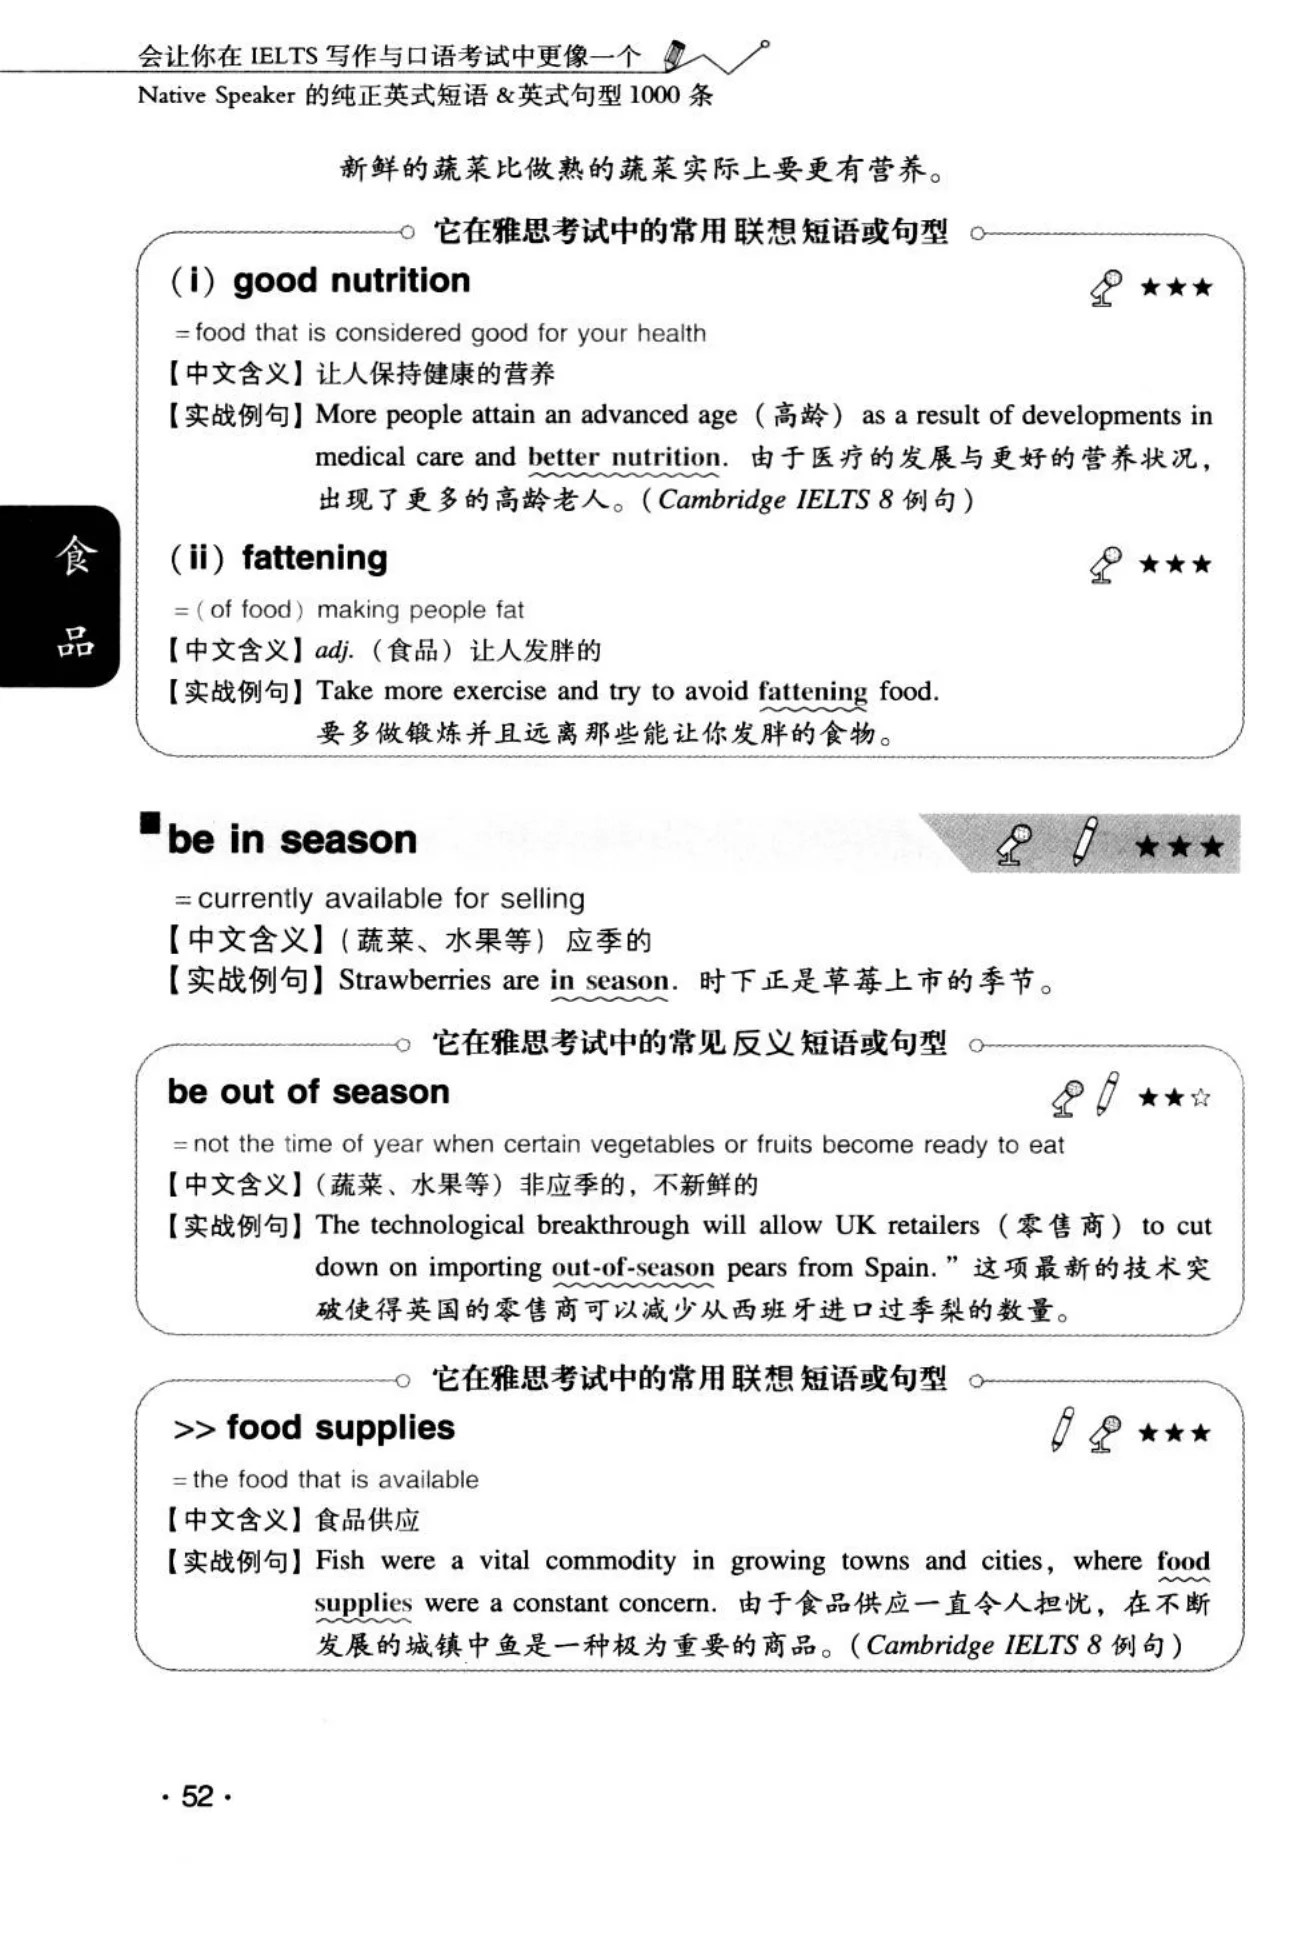 会让你在 IELTS 写作与口语考试中更像一个
Native Speaker 的纯正英式短语 &英式句型 1000 条
新鲜的蔬菜比做熟的蔬菜实际上要更有营养。
它在雅思考试中的常用联想短语或句型
(i) good nutrition ★★★
=food that is considered good for your health
【中文含义】让人保持健康的营养
【实战例句】More people attain an advanced age（高龄）as a result of developments in
medical care and better nutrition. 由于医疗的发展与更好的营养状况，
出现了更多的高龄老人。(Cambridge IELTS 8 例句)
(ii) fattening ★★★
=(of food) making people fat
【中文含义】adj.（食品）让人发胖的
【实战例句】Take more exercise and try to avoid fattening food.
要多做锻炼并且远离那些能让你发胖的食物。
食品
■be in season ★★★
=currently available for selling
【中文含义】(蔬菜、水果等) 应季的
【实战例句】Strawberries are in season. 时下正是草莓上市的季节。
它在雅思考试中的常见反义短语或句型
be out of season ★★☆
=not the time of year when certain vegetables or fruits become ready to eat
【中文含义】(蔬菜、水果等) 非应季的，不新鲜的
【实战例句】The technological breakthrough will allow UK retailers（零售商）to cut
down on importing out-of-season pears from Spain. ” 这项最新的技术突
破使得英国的零售商可以减少从西班牙进口过季梨的数量。
它在雅思考试中的常用联想短语或句型
>> food supplies ★★★
=the food that is available
【中文含义】食品供应
【实战例句】Fish were a vital commodity in growing towns and cities, where food
supplies were a constant concern. 由于食品供应一直令人担忧，在不断
发展的城镇中鱼是一种极为重要的商品。(Cambridge IELTS 8 例句)
· 52 ·